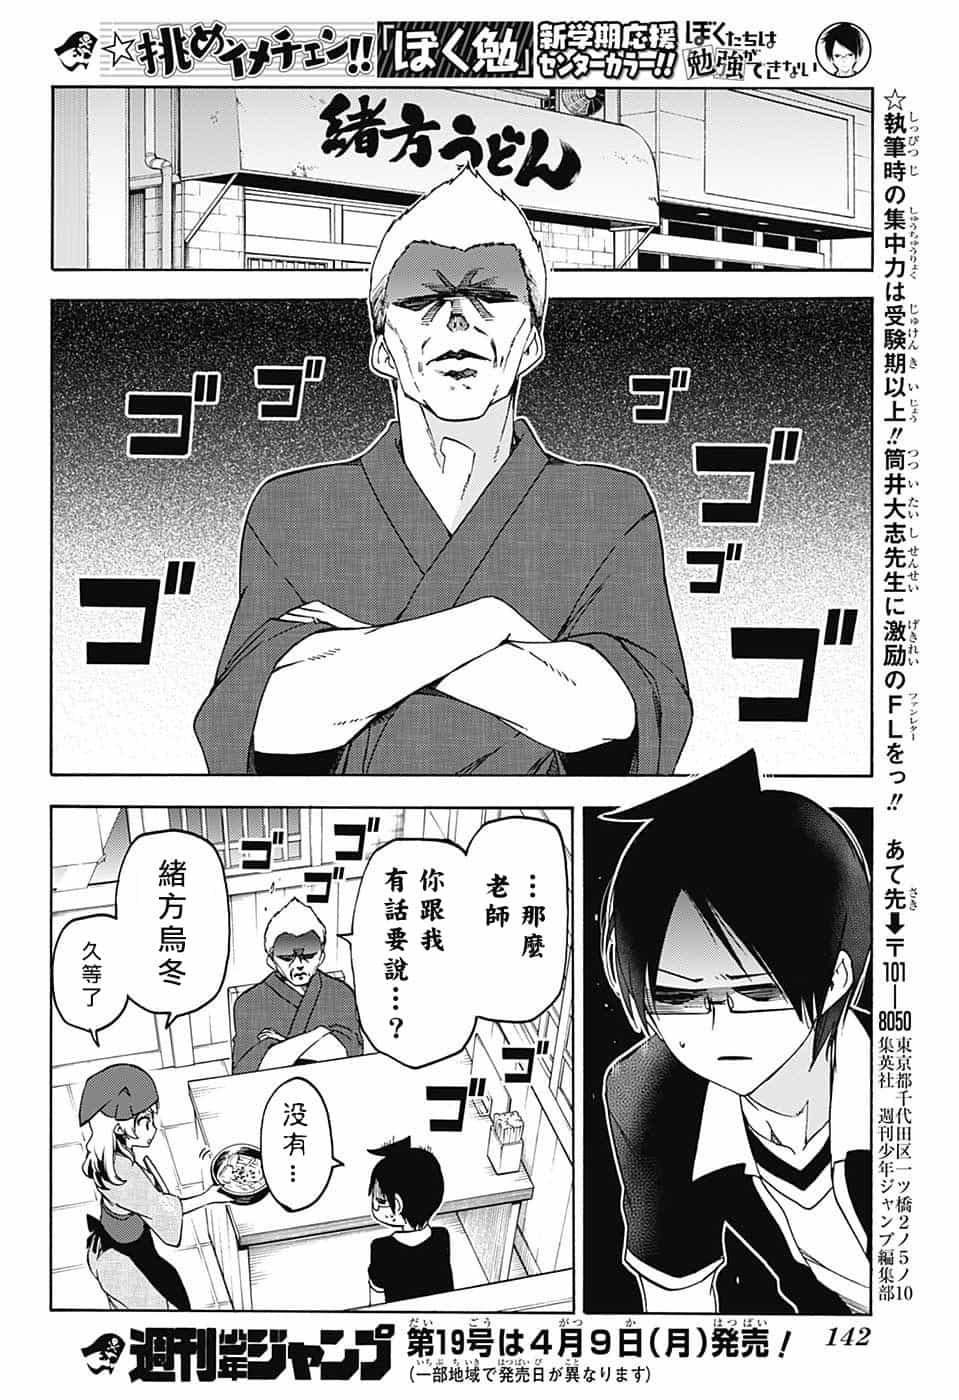 ☆挑めイメチェン!!「ぼく勉」新学期応援センターカラー!!
ぼくたちは勉強ができない
緒方うどん
ゴ
ゴ
ゴ
ゴ
ゴ
ゴ
☆執筆時の集中力は受験期以上!!筒井大志先生に激励のFLをっ!! あて先➡〒101―8050
東京都千代田区一ツ橋2ノ5ノ10
集英社 週刊少年ジャンプ編集部
…那麼
老師
你跟我
有話要說…?
ゴ
ゴ
ゴ
緒方烏冬
久等了
没有…
週刊少年ジャンプ
第19号は4月9日(月)発売!
(一部地域で発売日が異なります)
142